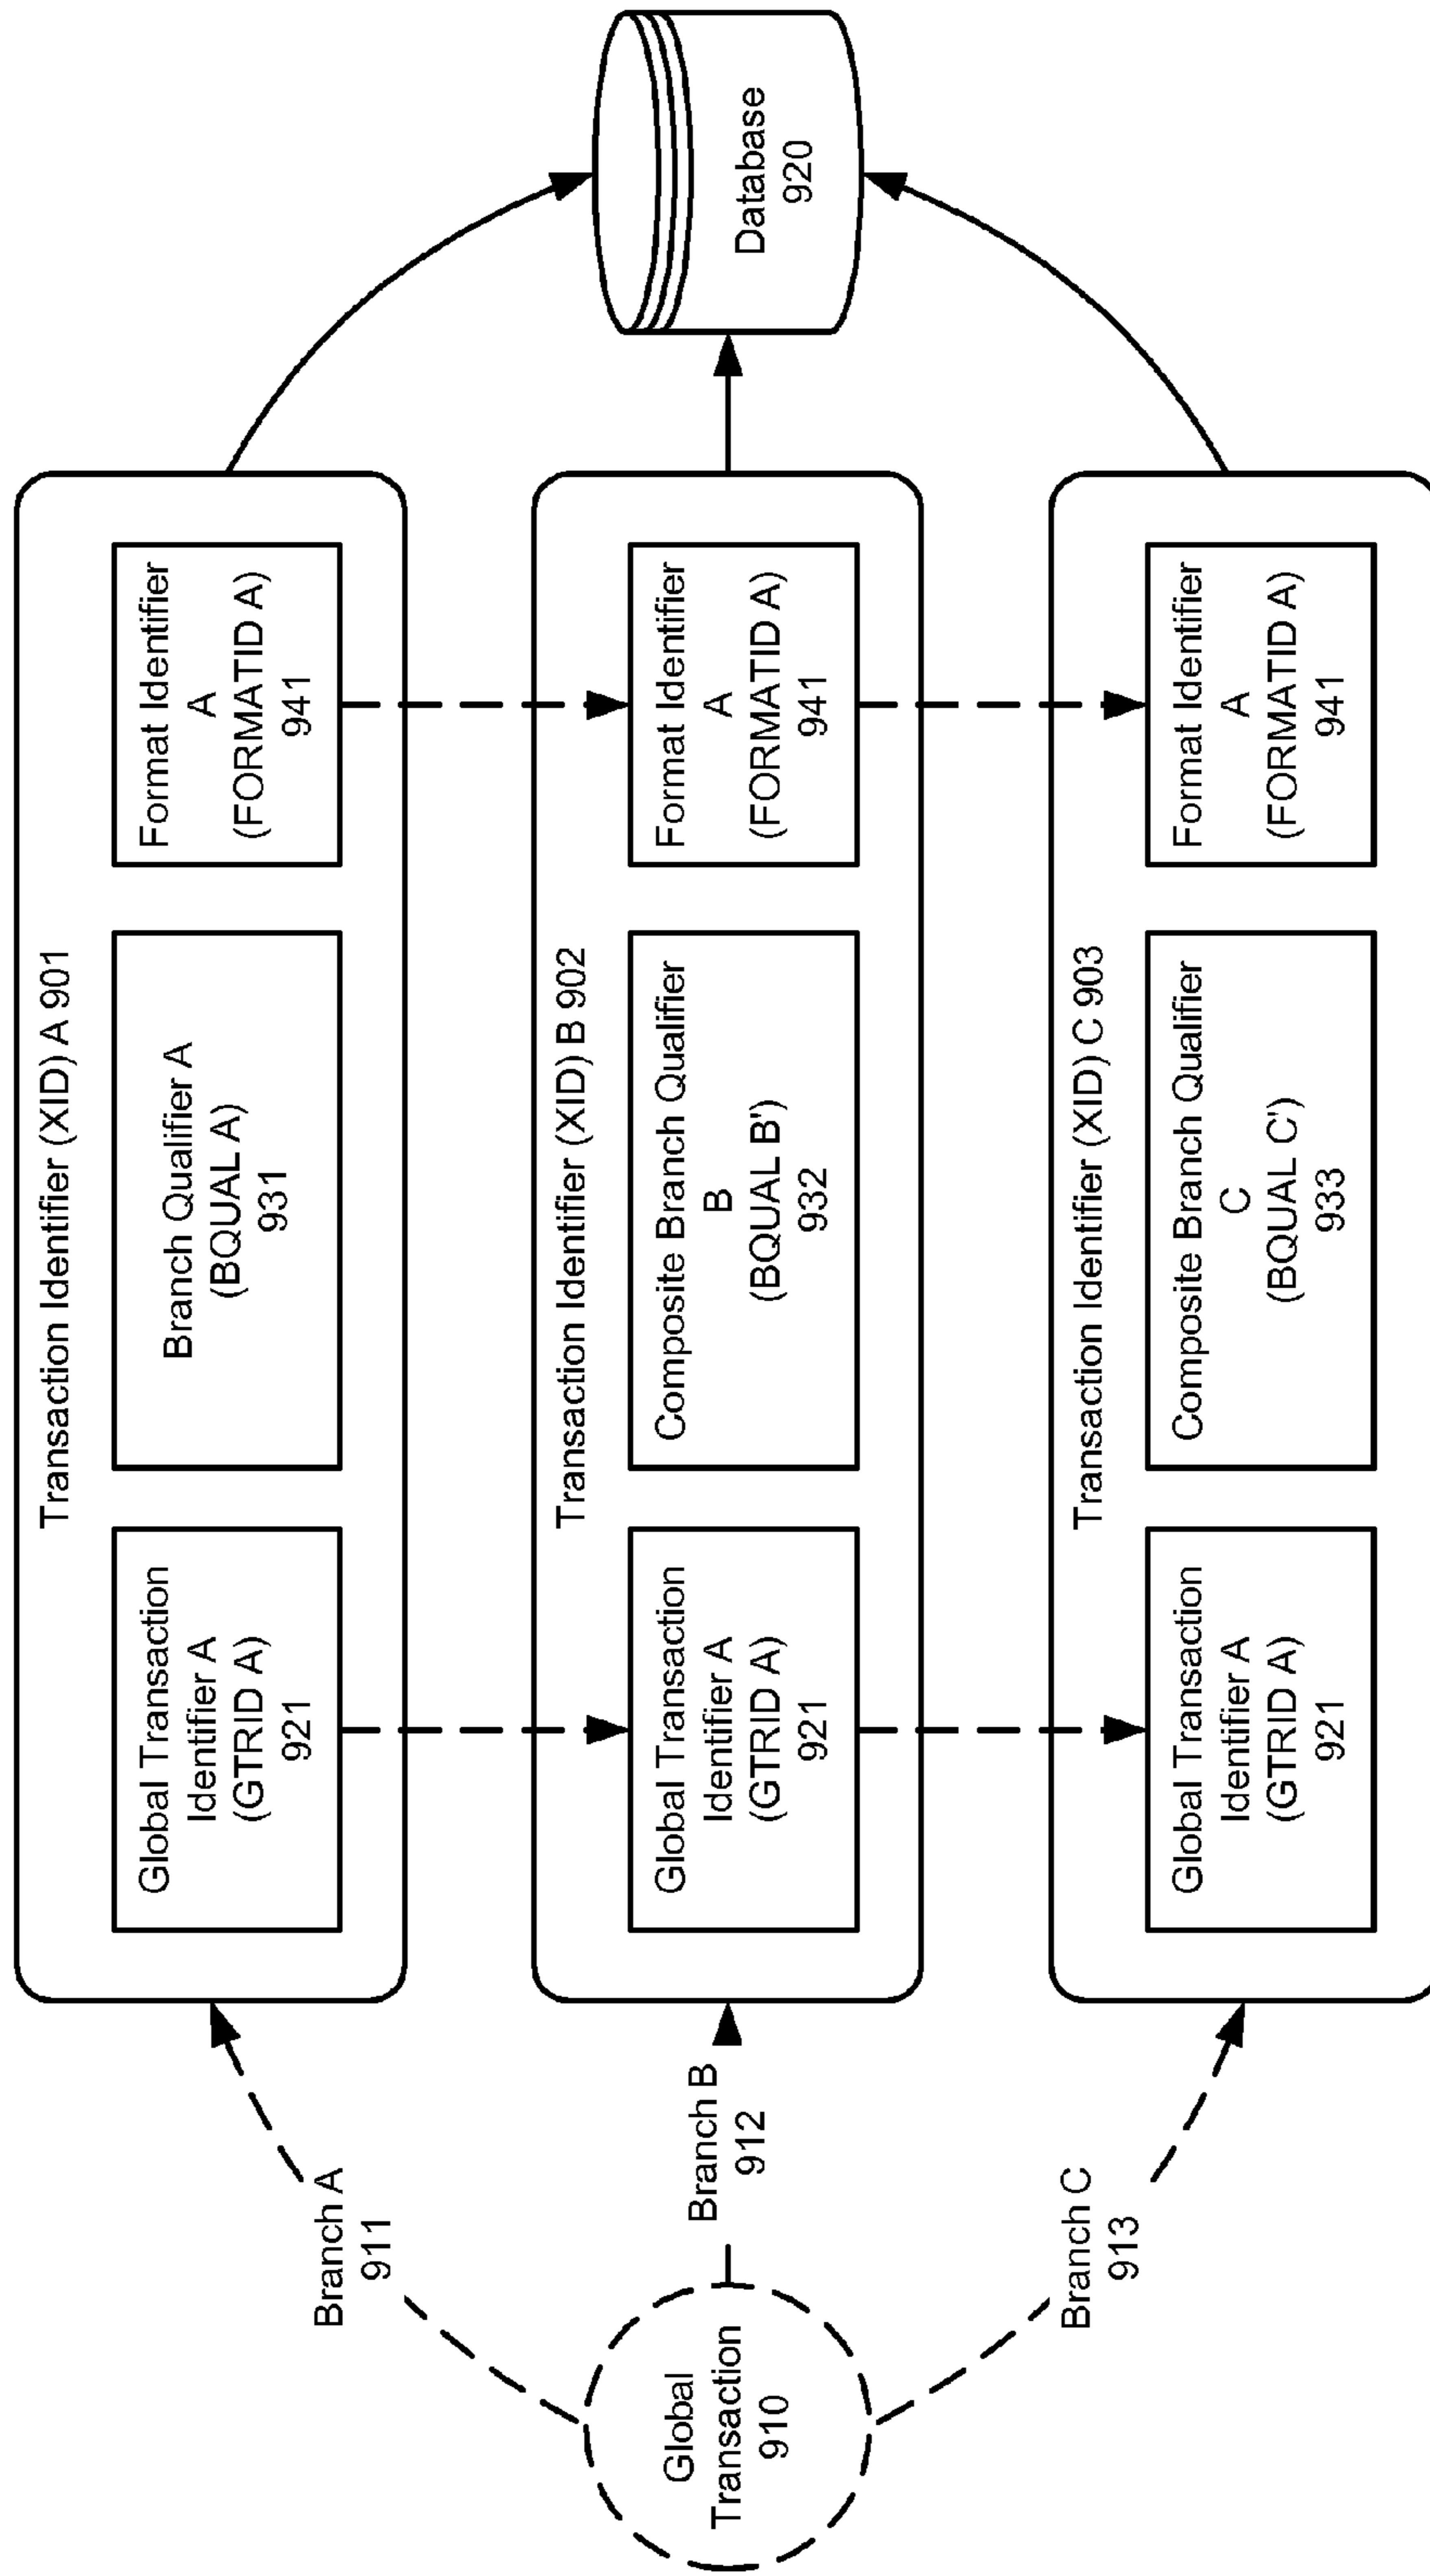 Global
Transaction
910
Branch A
911
Branch B
912
Branch C
913
Transaction Identifier (XID) A 901
Global Transaction
Identifier A
(GTRID A)
921
Branch Qualifier A
(BQUAL A)
931
Format Identifier
A
(FORMATID A)
941
Transaction Identifier (XID) B 902
Global Transaction
Identifier A
(GTRID A)
921
Composite Branch Qualifier
B
(BQUAL B')
932
Format Identifier
A
(FORMATID A)
941
Transaction Identifier (XID) C 903
Global Transaction
Identifier A
(GTRID A)
921
Composite Branch Qualifier
C
(BQUAL C')
933
Format Identifier
A
(FORMATID A)
941
Database
920